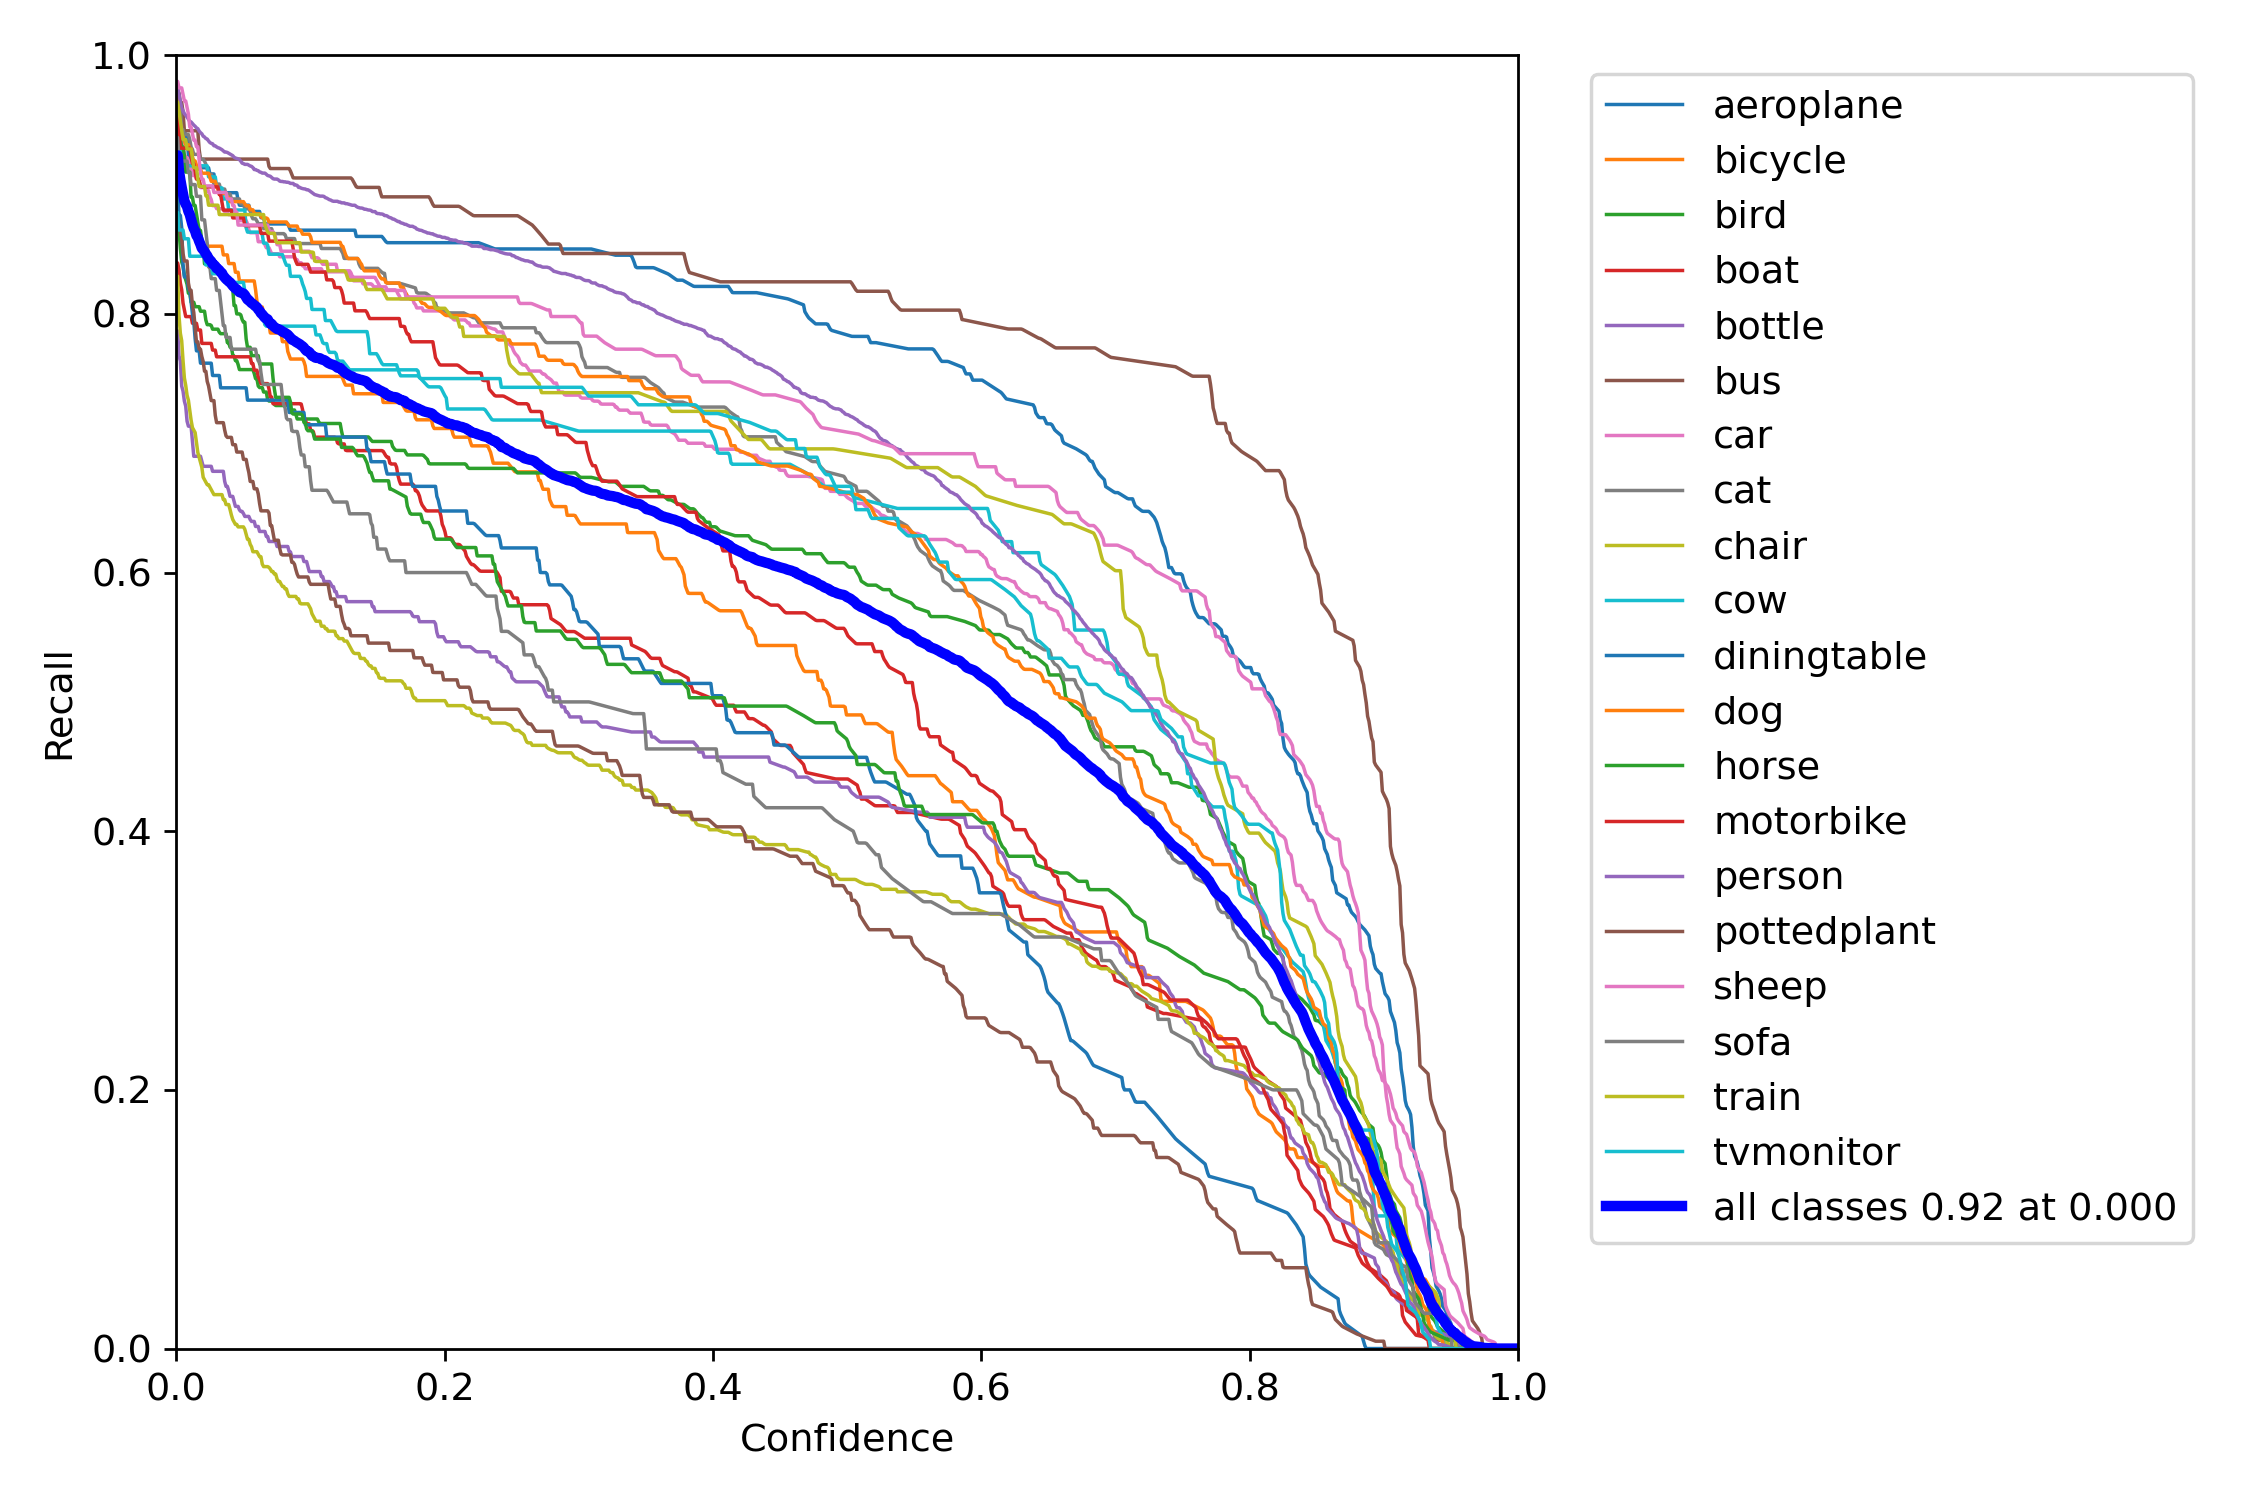 1.0
0.8
0.6
0.4
0.2
0.0
Recall
0.0 0.2 0.4 0.6 0.8 1.0
Confidence
aeroplane
bicycle
bird
boat
bottle
bus
car
cat
chair
cow
diningtable
dog
horse
motorbike
person
pottedplant
sheep
sofa
train
tvmonitor
all classes 0.92 at 0.000